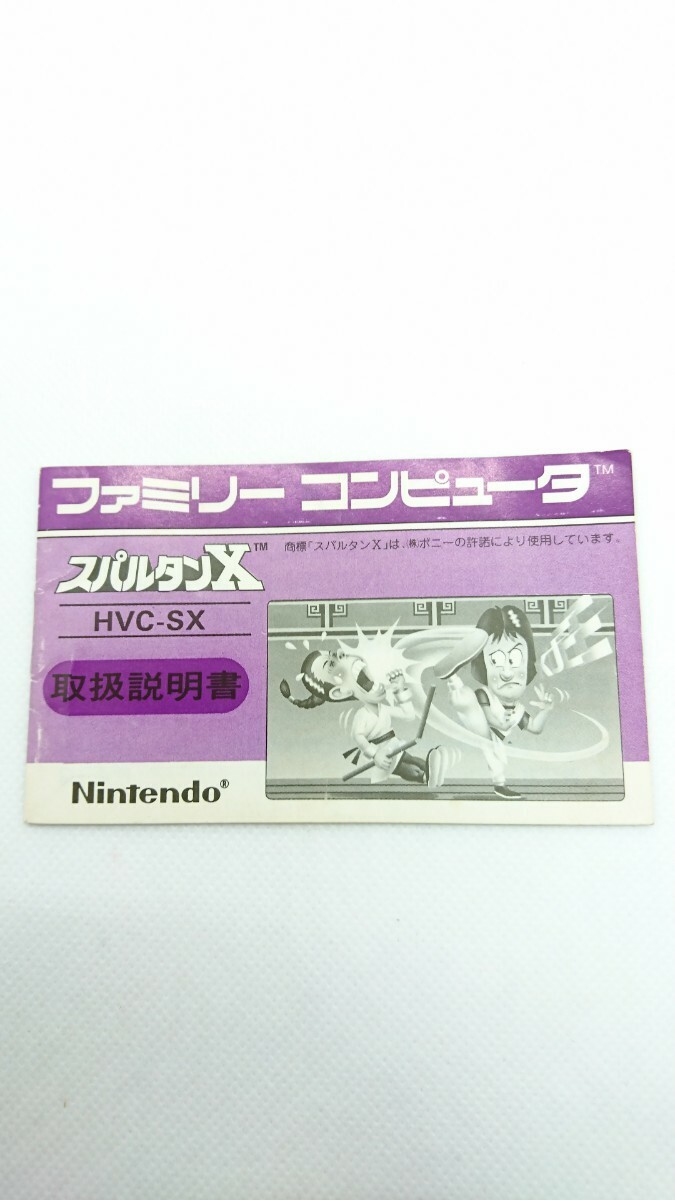 ファミリー コンピュータ™
スパルタンX™
商標「スパルタンX」は、㈱ポニーの許諾により使用しています。
HVC-SX
取扱説明書
Nintendo®